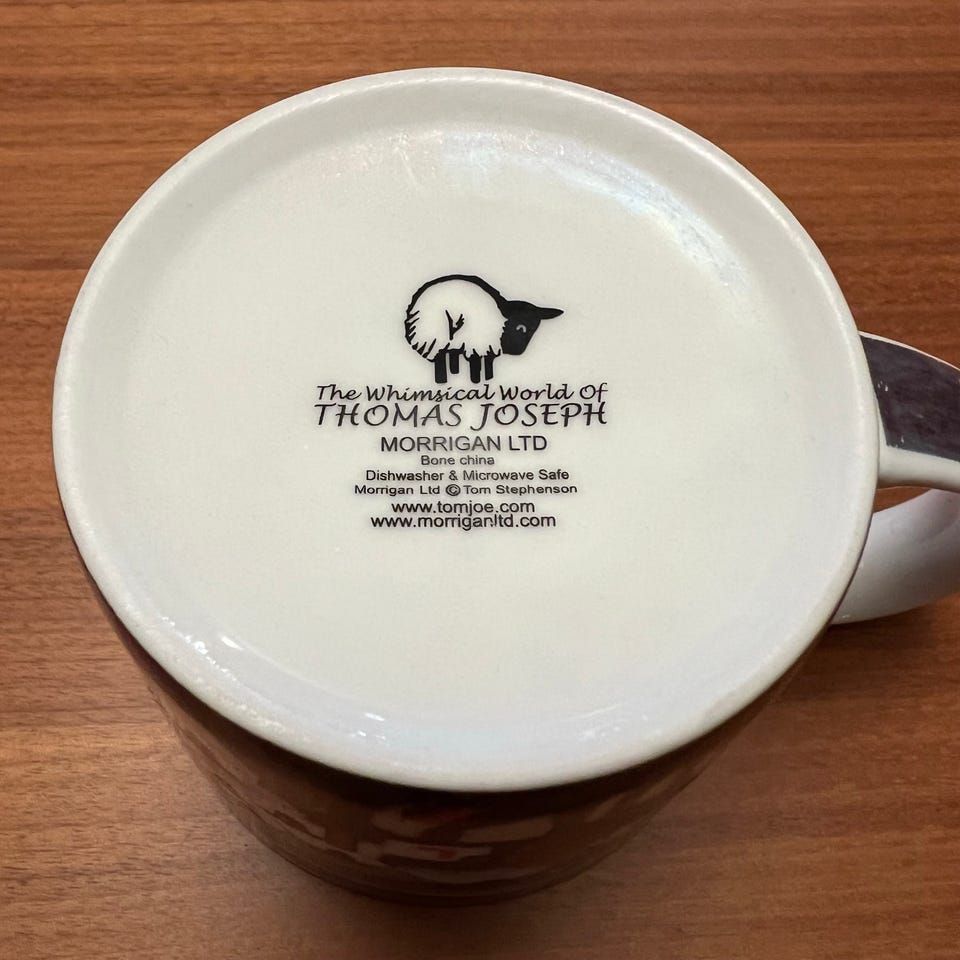 The Whimsical World Of
THOMAS JOSEPH
MORRIGAN LTD
Bone china
Dishwasher & Microwave Safe
Morrigan Ltd © Tom Stephenson
www.tomjoe.com
www.morriganltd.com